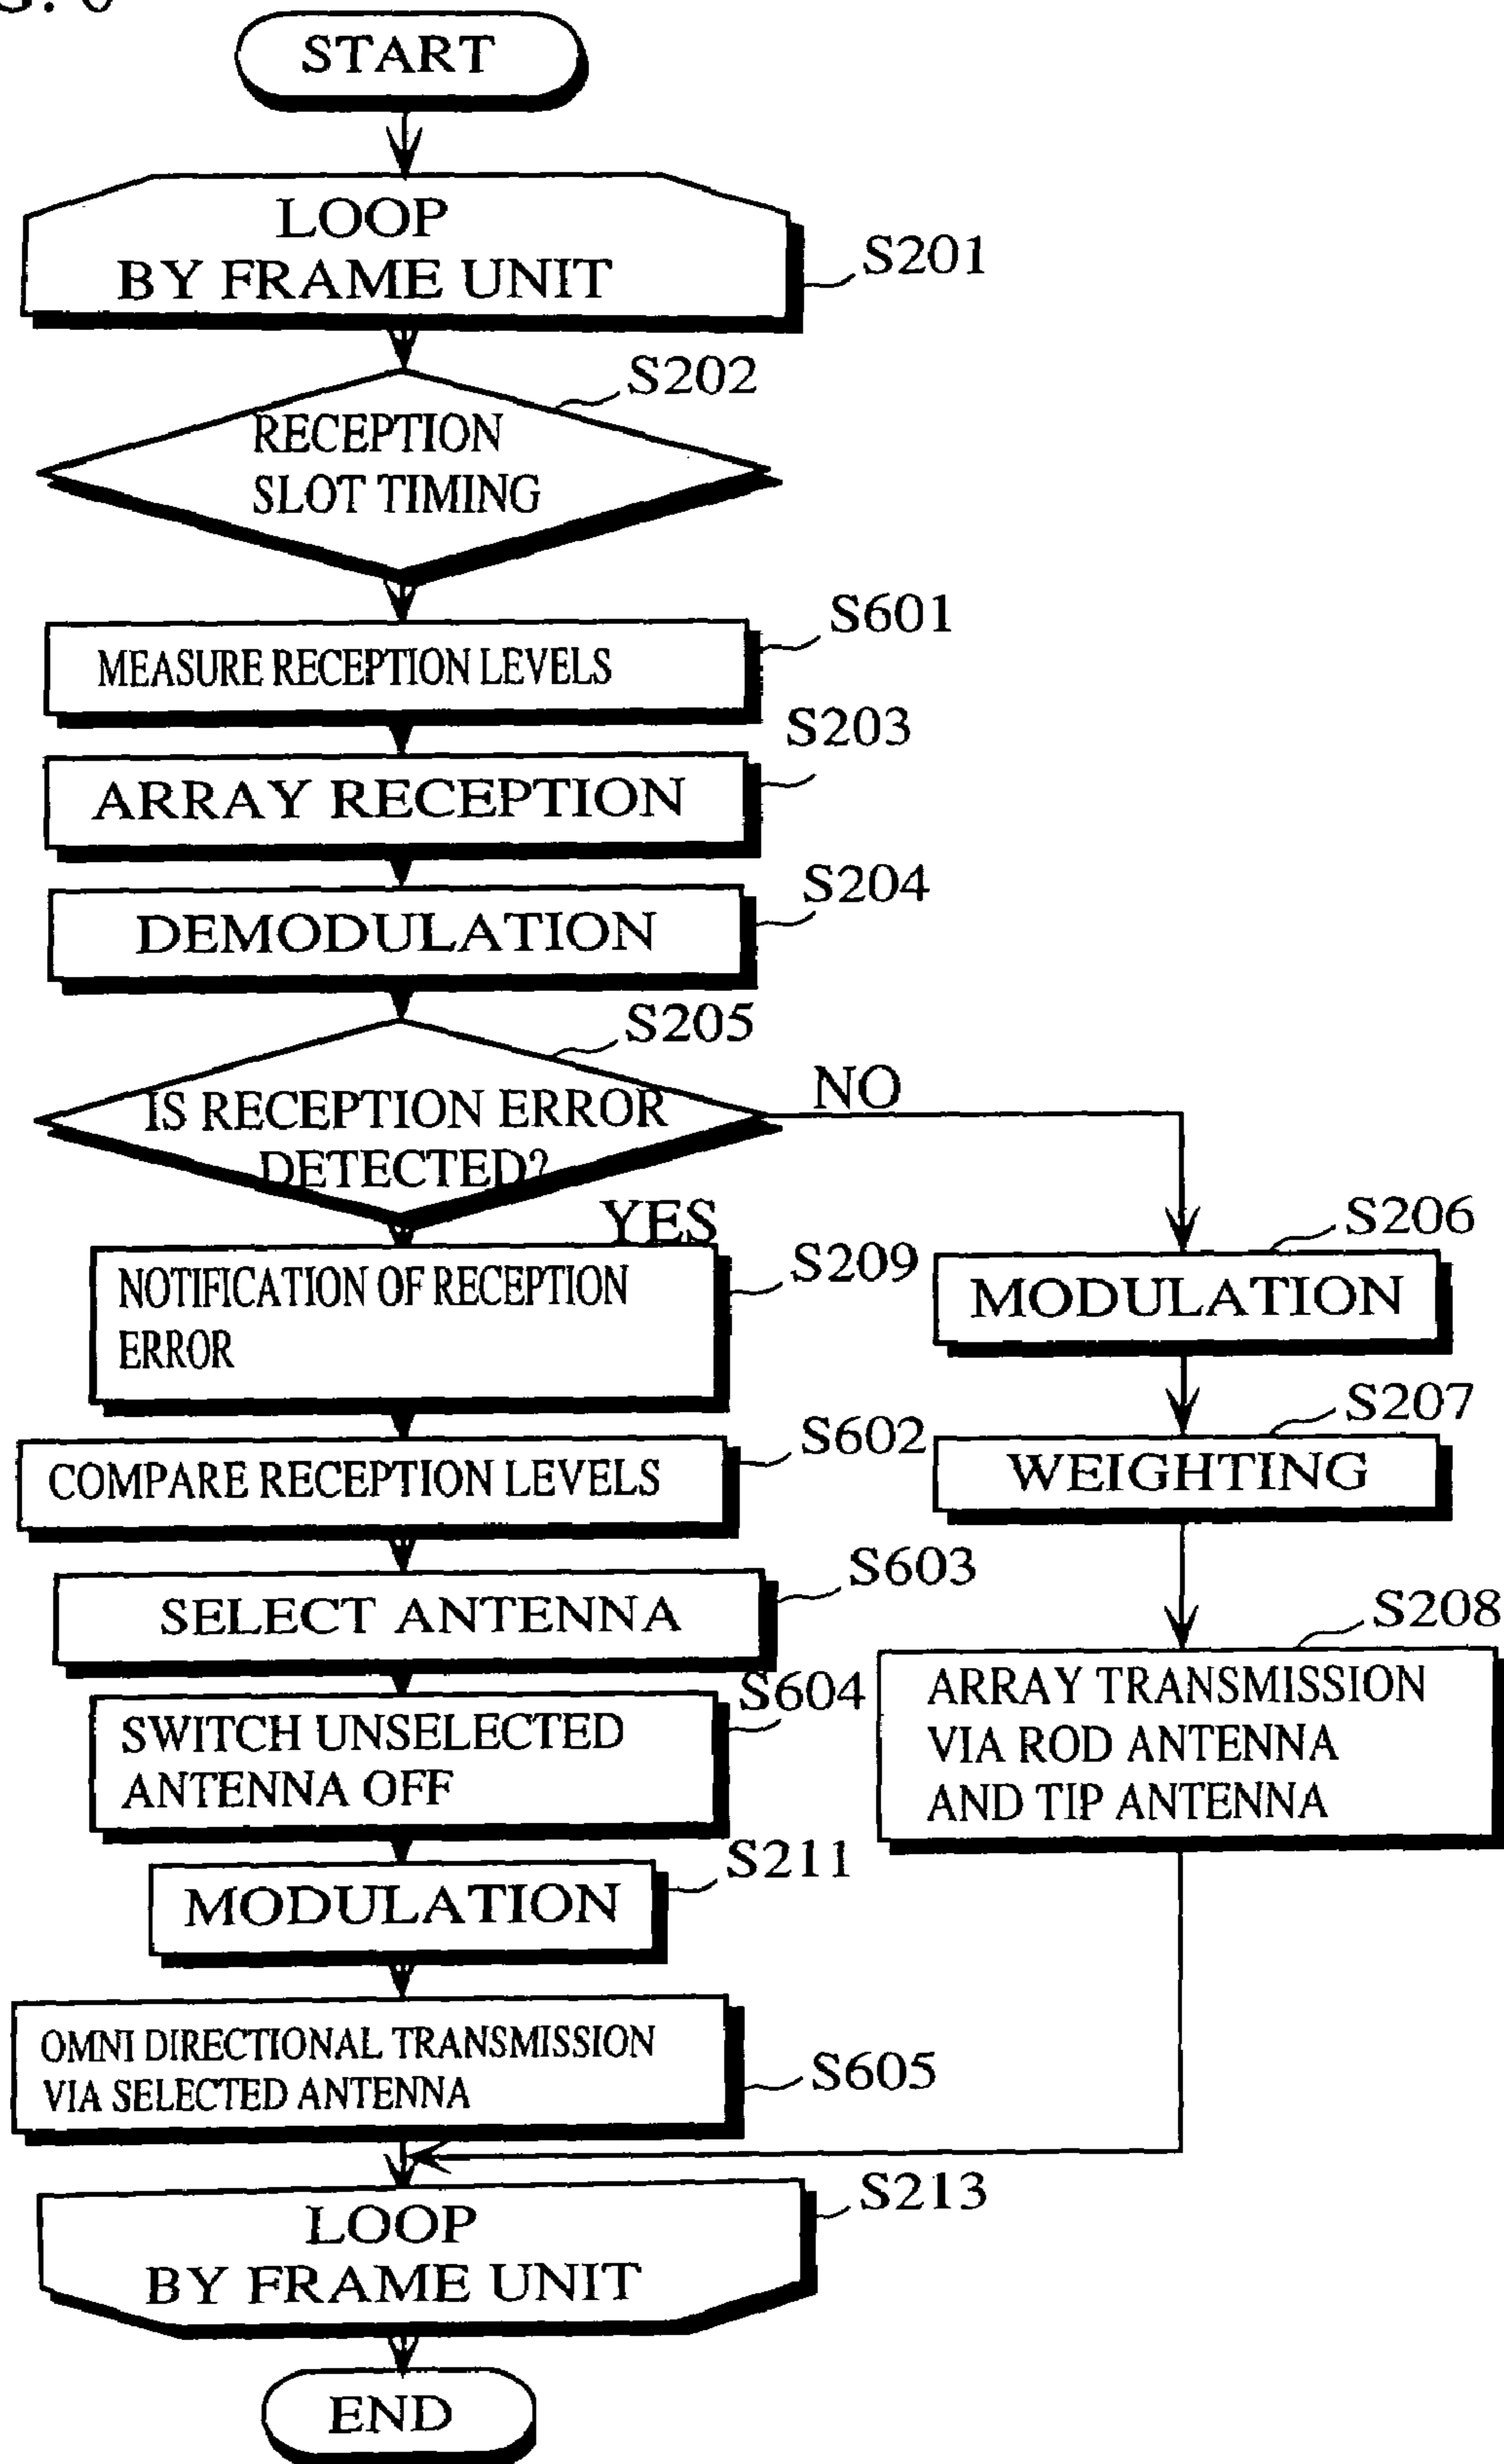 START
LOOP
BY FRAME UNIT
S201
S202
RECEPTION
SLOT TIMING
S601
MEASURE RECEPTION LEVELS
S203
ARRAY RECEPTION
S204
DEMODULATION
S205
IS RECEPTION ERROR
DETECTED?
NO
YES
S209
NOTIFICATION OF RECEPTION
ERROR
S602
COMPARE RECEPTION LEVELS
S603
SELECT ANTENNA
S604
SWITCH UNSELECTED
ANTENNA OFF
S211
MODULATION
OMNI DIRECTIONAL TRANSMISSION
VIA SELECTED ANTENNA
S605
S206
MODULATION
S207
WEIGHTING
S208
ARRAY TRANSMISSION
VIA ROD ANTENNA
AND TIP ANTENNA
S213
LOOP
BY FRAME UNIT
END